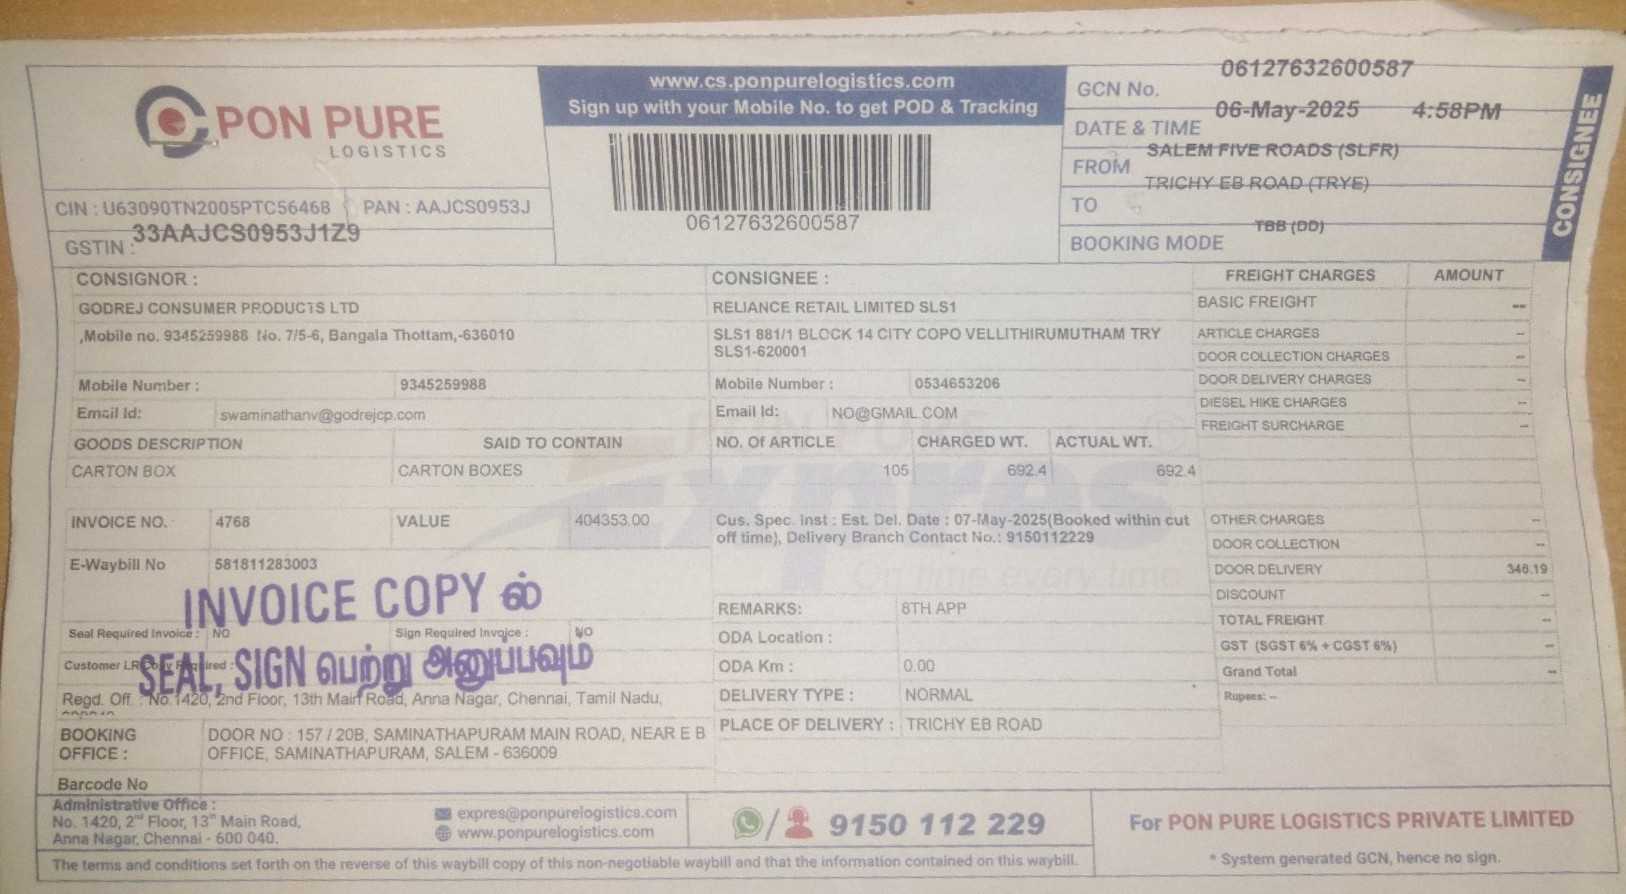 PON PURE
LOGISTICS
CIN : U63090TN2005PTC56468 PAN : AAJCS0953J
GSTIN : 33AAJCS0953J1Z9
www.cs.ponpurelogistics.com
Sign up with your Mobile No. to get POD & Tracking
06127632600587
GCN No. 06127632600587
DATE & TIME 06-May-2025 4:58PM
FROM SALEM FIVE ROADS (SLFR)
TO TRICHY EB ROAD (TRYE)
BOOKING MODE TBB (DD)
CONSIGNEE
CONSIGNOR :
GODREJ CONSUMER PRODUCTS LTD
,Mobile no. 9345259988 No. 7/5-6, Bangala Thottam,-636010
Mobile Number : 9345259988
Email Id: swaminathanv@godrejcp.com
CONSIGNEE :
RELIANCE RETAIL LIMITED SLS1
SLS1 881/1 BLOCK 14 CITY COPO VELLITHIRUMUTHAM TRY
SLS1-620001
Mobile Number : 0534653206
Email Id: NO@GMAIL.COM
GOODS DESCRIPTION SAID TO CONTAIN NO. Of ARTICLE CHARGED WT. ACTUAL WT.
CARTON BOX CARTON BOXES 105 692.4 692.4
INVOICE NO. 4768 VALUE 404353.00
E-Waybill No 581811283003
INVOICE COPY ல்
Seal Required Invoice : NO Sign Required Invoice : NO
SEAL, SIGN பெற்று அனுப்பவும்
Customer LR Copy Required :
Regd. Off. : No.1420, 2nd Floor, 13th Main Road, Anna Nagar, Chennai, Tamil Nadu,
BOOKING OFFICE : DOOR NO : 157 / 20B, SAMINATHAPURAM MAIN ROAD, NEAR E B
OFFICE, SAMINATHAPURAM, SALEM - 636009
Barcode No
Cus. Spec. Inst : Est. Del. Date : 07-May-2025(Booked within cut
off time), Delivery Branch Contact No.: 9150112229
PON PURE
Expres
On time every time
REMARKS: 8TH APP
ODA Location :
ODA Km : 0.00
DELIVERY TYPE : NORMAL
PLACE OF DELIVERY : TRICHY EB ROAD
FREIGHT CHARGES AMOUNT
BASIC FREIGHT --
ARTICLE CHARGES --
DOOR COLLECTION CHARGES --
DOOR DELIVERY CHARGES --
DIESEL HIKE CHARGES --
FREIGHT SURCHARGE --
OTHER CHARGES --
DOOR COLLECTION --
DOOR DELIVERY 346.19
DISCOUNT --
TOTAL FREIGHT --
GST (SGST 6% + CGST 6%) --
Grand Total --
Rupees: --
Administrative Office :
No. 1420, 2nd Floor, 13th Main Road,
Anna Nagar, Chennai - 600 040.
expres@ponpurelogistics.com
www.ponpurelogistics.com
9150 112 229
For PON PURE LOGISTICS PRIVATE LIMITED
* System generated GCN, hence no sign.
The terms and conditions set forth on the reverse of this waybill copy of this non-negotiable waybill and that the information contained on this waybill.